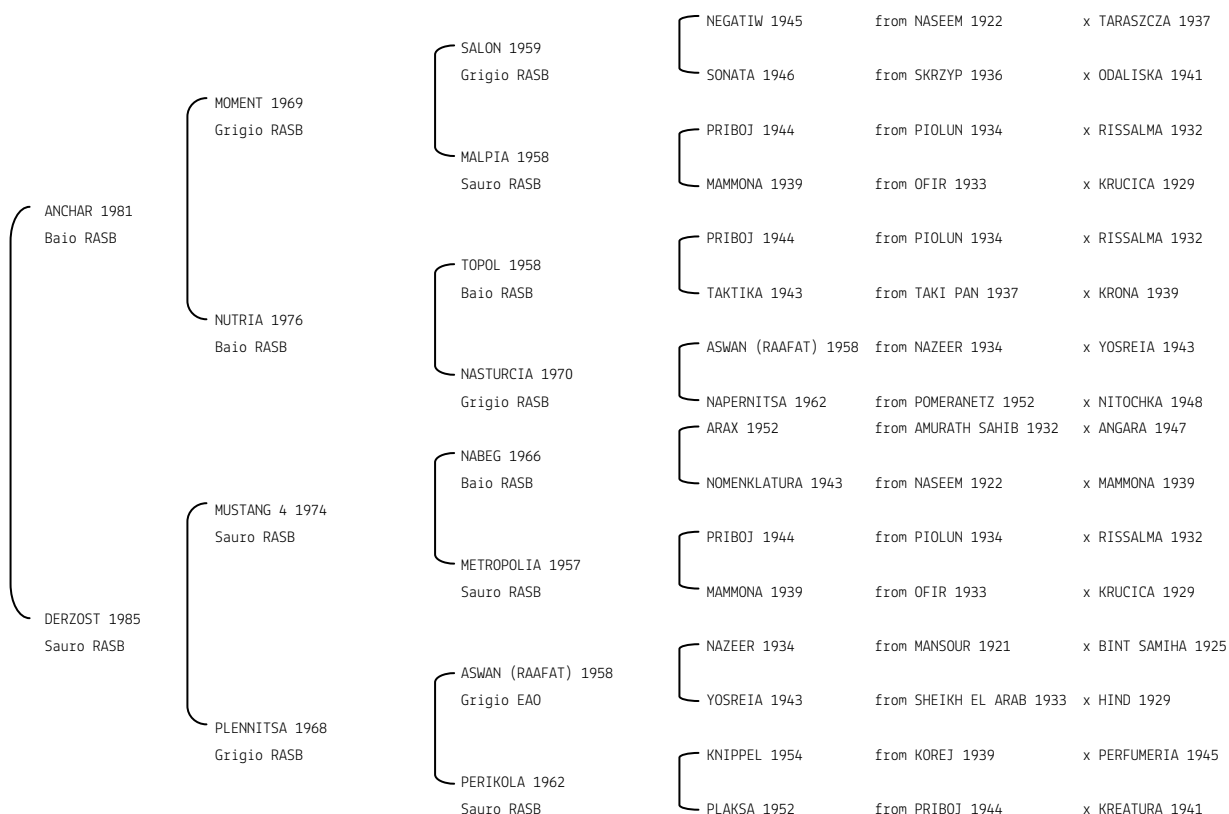 NEGATIW 1945 from NASEEM 1922 x TARASZCZA 1937
SALON 1959
Grigio RASB
SONATA 1946 from SKRZYP 1936 x ODALISKA 1941
MOMENT 1969
Grigio RASB
PRIBOJ 1944 from PIOLUN 1934 x RISSALMA 1932
MALPIA 1958
Sauro RASB
MAMMONA 1939 from OFIR 1933 x KRUCICA 1929
ANCHAR 1981
Baio RASB
PRIBOJ 1944 from PIOLUN 1934 x RISSALMA 1932
TOPOL 1958
Baio RASB
TAKTIKA 1943 from TAKI PAN 1937 x KRONA 1939
NUTRIA 1976
Baio RASB
ASWAN (RAAFAT) 1958 from NAZEER 1934 x YOSREIA 1943
NASTURCIA 1970
Grigio RASB
NAPERNITSA 1962 from POMERANETZ 1952 x NITOCHKA 1948
ARAX 1952 from AMURATH SAHIB 1932 x ANGARA 1947
NABEG 1966
Baio RASB
NOMENKLATURA 1943 from NASEEM 1922 x MAMMONA 1939
MUSTANG 4 1974
Sauro RASB
PRIBOJ 1944 from PIOLUN 1934 x RISSALMA 1932
METROPOLIA 1957
Sauro RASB
MAMMONA 1939 from OFIR 1933 x KRUCICA 1929
DERZOST 1985
Sauro RASB
NAZEER 1934 from MANSOUR 1921 x BINT SAMIHA 1925
ASWAN (RAAFAT) 1958
Grigio EAO
YOSREIA 1943 from SHEIKH EL ARAB 1933 x HIND 1929
PLENNITSA 1968
Grigio RASB
KNIPPEL 1954 from KOREJ 1939 x PERFUMERIA 1945
PERIKOLA 1962
Sauro RASB
PLAKSA 1952 from PRIBOJ 1944 x KREATURA 1941